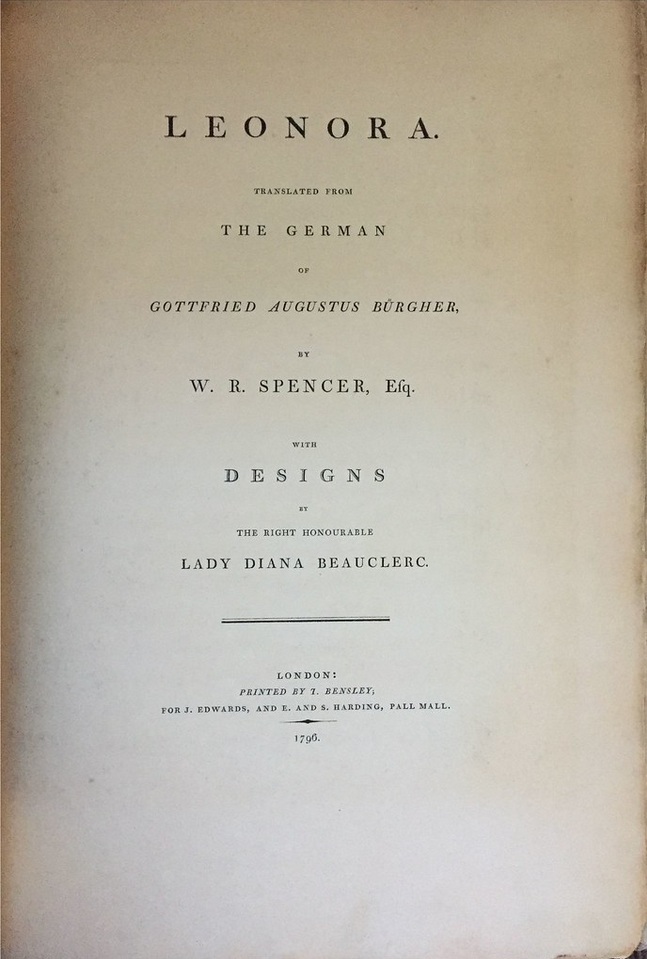 LEONORA.
TRANSLATED FROM
THE GERMAN
OF
GOTTFRIED AUGUSTUS BÜRGHER,
BY
W. R. SPENCER, Eſq.
WITH
DESIGNS
BY
THE RIGHT HONOURABLE
LADY DIANA BEAUCLERC.
LONDON:
PRINTED BY T. BENSLEY;
FOR J. EDWARDS, AND E. AND S. HARDING, PALL MALL.
1796.